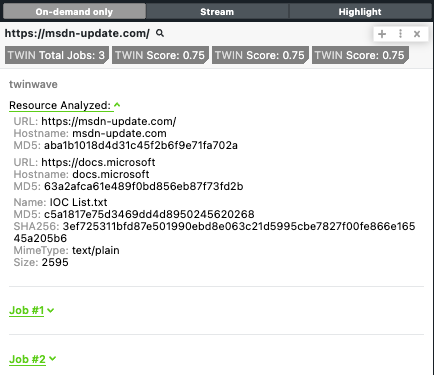 On-demand only Stream Highlight
https://msdn-update.com/
TWIN Total Jobs: 3 TWIN Score: 0.75 TWIN Score: 0.75 TWIN Score: 0.75
twinwave
Resource Analyzed:
URL: https://msdn-update.com/
Hostname: msdn-update.com
MD5: aba1b1018d4d31c45f2b6f9e71fa702a
URL: https://docs.microsoft
Hostname: docs.microsoft
MD5: 63a2afca61e489f0bd856eb87f73fd2b
Name: IOC List.txt
MD5: c5a1817e75d3469dd4d8950245620268
SHA256: 3ef725311bfd87e501990ebd8e063c21d5995cbe7827f00fe866e165
45a205b6
MimeType: text/plain
Size: 2595
Job #1
Job #2